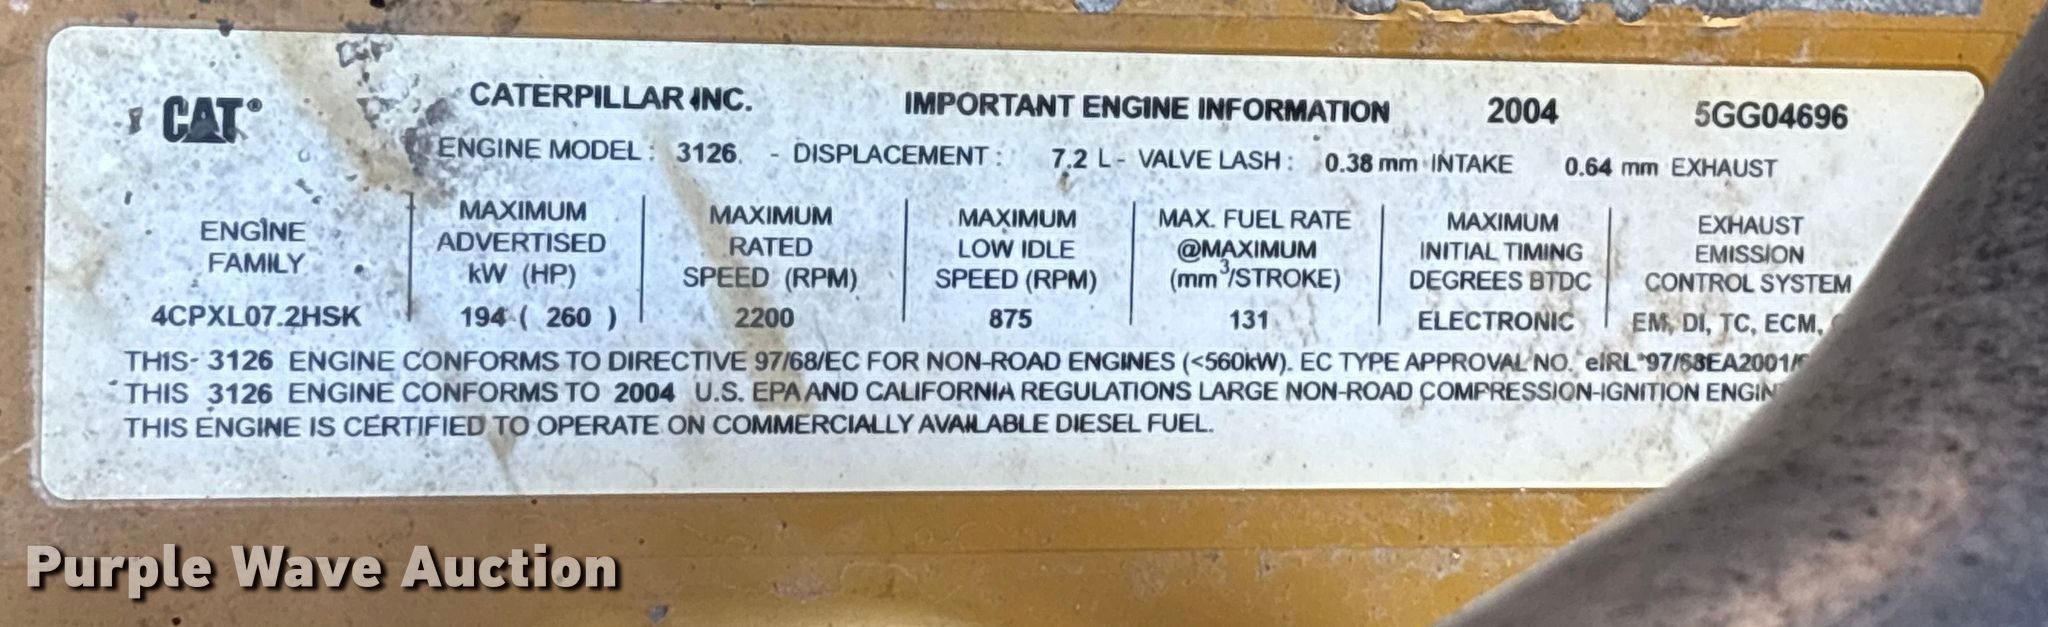 CAT® CATERPILLAR INC. IMPORTANT ENGINE INFORMATION 2004 5GG04696
ENGINE MODEL: 3126 - DISPLACEMENT: 7.2 L - VALVE LASH: 0.38 mm INTAKE 0.64 mm EXHAUST
ENGINE
FAMILY
4CPXL07.2HSK
MAXIMUM
ADVERTISED
kW (HP)
194 ( 260 )
MAXIMUM
RATED
SPEED (RPM)
2200
MAXIMUM
LOW IDLE
SPEED (RPM)
875
MAX. FUEL RATE
@MAXIMUM
(mm³/STROKE)
131
MAXIMUM
INITIAL TIMING
DEGREES BTDC
ELECTRONIC
EXHAUST
EMISSION
CONTROL SYSTEM
EM, DI, TC, ECM,
THIS 3126 ENGINE CONFORMS TO DIRECTIVE 97/68/EC FOR NON-ROAD ENGINES (<560kW). EC TYPE APPROVAL NO.
THIS 3126 ENGINE CONFORMS TO 2004 U.S. EPA AND CALIFORNIA REGULATIONS LARGE NON-ROAD COMPRESSION-IGNITION
THIS ENGINE IS CERTIFIED TO OPERATE ON COMMERCIALLY AVAILABLE DIESEL FUEL.
Purple Wave Auction